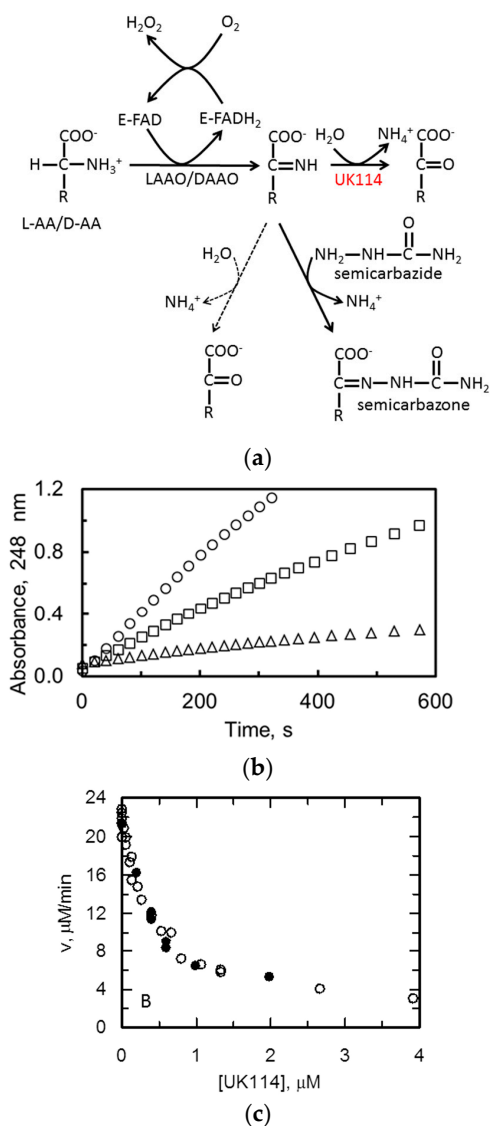 (a)
H2O2 O2
E-FAD E-FADH2
COO-
H C NH3+
R
L-AA/D-AA
LAAO/DAAO
COO-
C=NH
R
H2O NH4+
UK114
COO-
C=O
R
H2O
NH4+
COO-
C=O
R
O
NH2—NH—C—NH2
semicarbazide
NH4+
COO- O
C=N—NH—C—NH2
R
semicarbazone
(a)
Absorbance, 248 nm
1.2
0.8
0.4
0.0
0 200 400 600
Time, s
(b)
v, μM/min
24
20
16
12
8
4
0
B
0 1 2 3 4
[UK114], μM
(c)